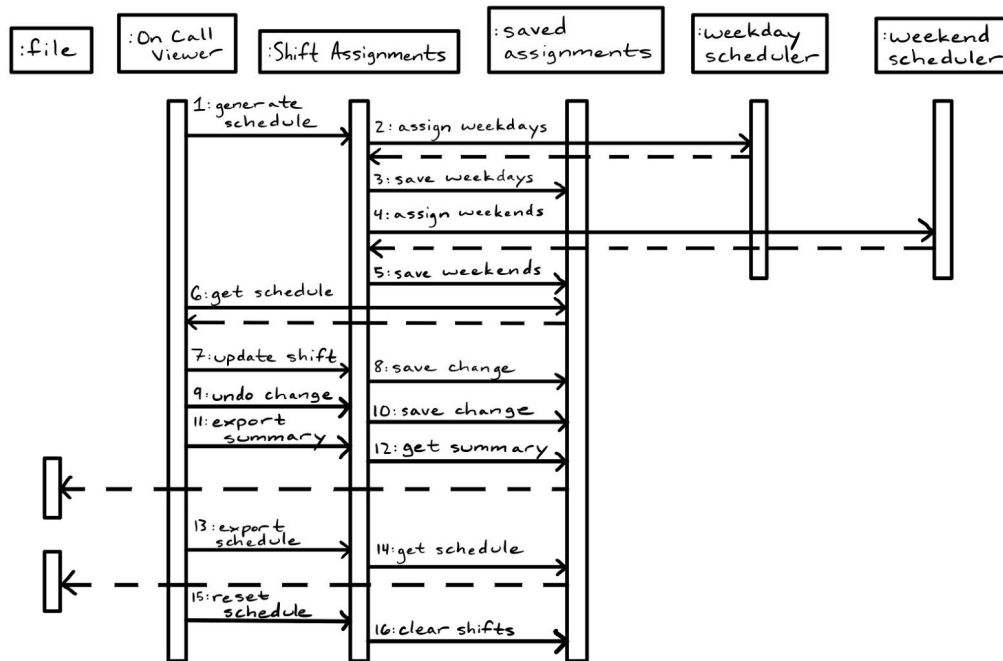 :file
:On Call
Viewer
:Shift Assignments
:saved
assignments
:weekday
scheduler
:weekend
scheduler
1:generate
schedule
2: assign weekdays
3:save weekdays
4:assign weekends
5:save weekends
6:get schedule
7:update shift
8:save change
9:undo change
10:save change
11:export
summary
12:get summary
13:export
schedule
14:get schedule
15:reset
schedule
16:clear shifts